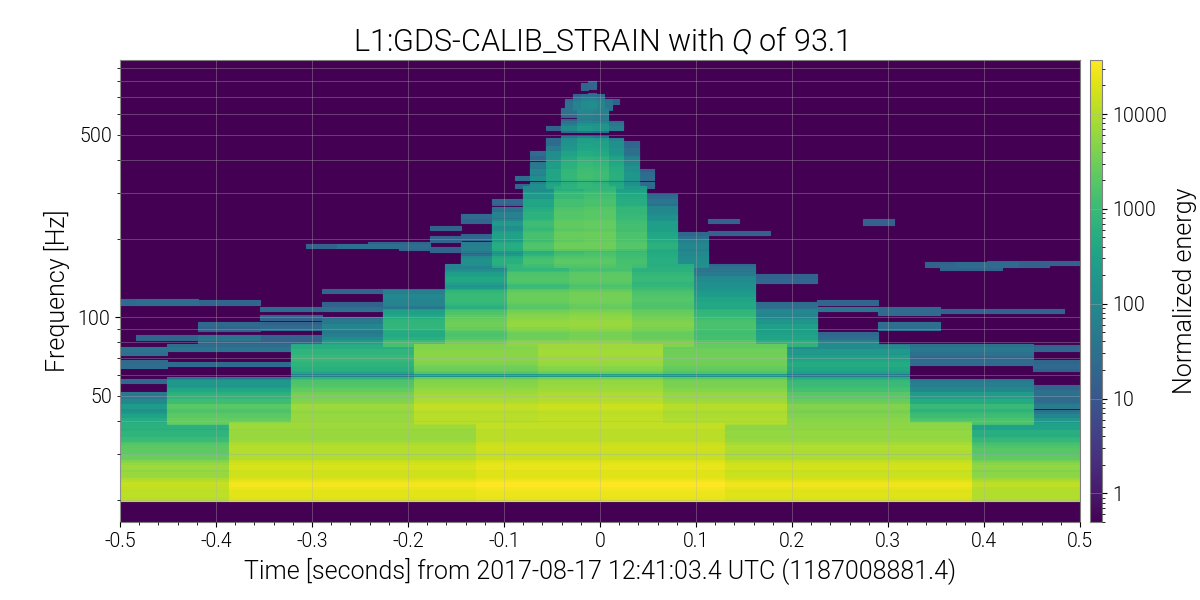 L1:GDS-CALIB_STRAIN with Q of 93.1
Frequency [Hz]
500
100
50
-0.5 -0.4 -0.3 -0.2 -0.1 0 0.1 0.2 0.3 0.4 0.5
Time [seconds] from 2017-08-17 12:41:03.4 UTC (1187008881.4)
10000
1000
100
10
1
Normalized energy